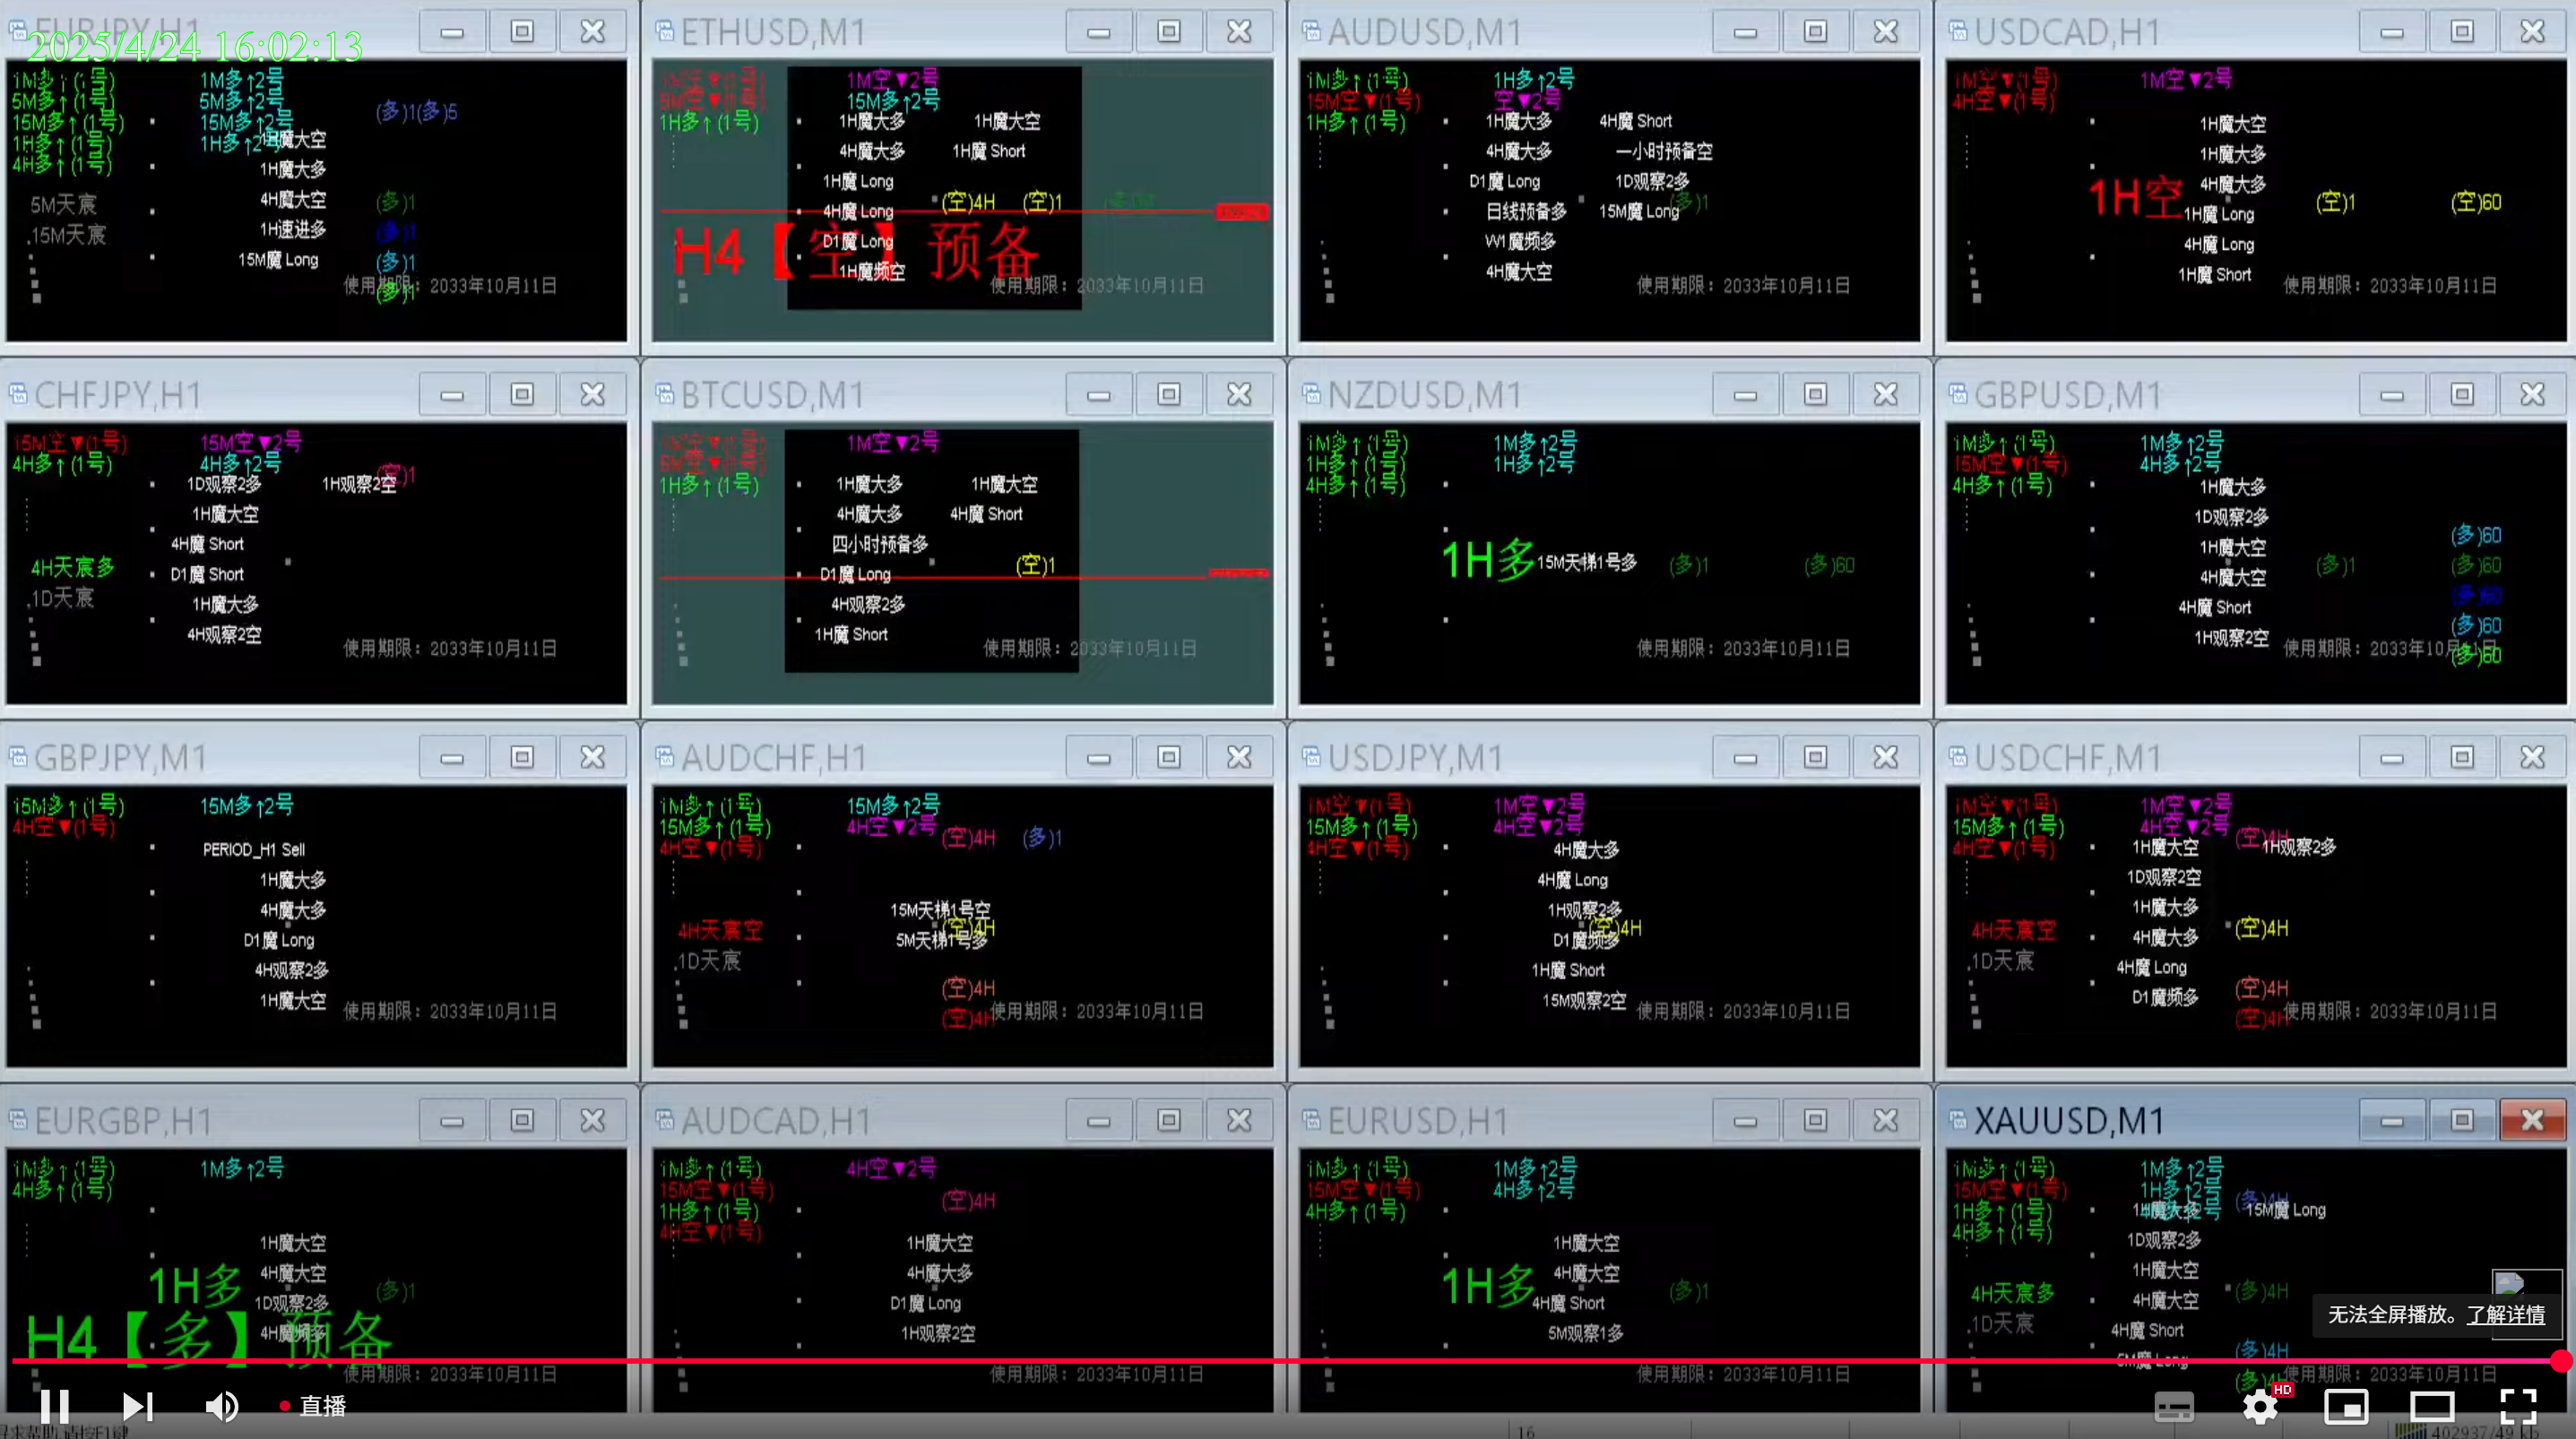 EURJPY,H1
2025/4/24 16:02:13
1M多↑(1号) 1M多↑2号
5M多↑(1号) 5M多↑2号 (多)1(多)5
15M多↑(1号) 15M多↑2号
1H多↑(1号) 1H多↑2号 1H魔大空
4H多↑(1号)
1H魔大多
5M天宸 4H魔大空 (多)1
.15M天宸 1H速进多 (多)1
15M魔 Long (多)1
使用期限：2033年10月11日
(多)1
ETHUSD,M1
1M空▼(1号) 1M空▼2号
5M空▼(1号) 15M多↑2号
1H多↑(1号) 1H魔大多 1H魔大空
4H魔大多 1H魔 Short
1H魔 Long (空)4H (空)1
4H魔 Long
D1魔 Long
H4【空】预备
1H魔频空
使用期限：2033年10月11日
AUDUSD,M1
1M多↑(1号) 1H多↑2号
15M空▼(1号) 空▼2号
1H多↑(1号) 1H魔大多 4H魔 Short
4H魔大多 一小时预备空
D1魔 Long 1D观察2多
日线预备多 15M魔 Long (多)1
W1魔频多
4H魔大空
使用期限：2033年10月11日
USDCAD,H1
1M空▼(1号) 1M空▼2号
4H空▼(1号)
1H魔大空
1H魔大多
1H空 4H魔大多 (空)1 (空)60
1H魔 Long
4H魔 Long
1H魔 Short
使用期限：2033年10月11日
CHFJPY,H1
15M空▼(1号) 15M空▼2号
4H多↑(1号) 4H多↑2号 (空)1
1D观察2多 1H观察2空
1H魔大空
4H魔 Short
4H天宸多 D1魔 Short
.1D天宸 1H魔大多
4H观察2空
使用期限：2033年10月11日
BTCUSD,M1
1M空▼(1号) 1M空▼2号
5M空▼(1号)
1H多↑(1号) 1H魔大多 1H魔大空
4H魔大多 4H魔 Short
四小时预备多
D1魔 Long (空)1
4H观察2多
1H魔 Short
使用期限：2033年10月11日
NZDUSD,M1
1M多↑(1号) 1M多↑2号
1H多↑(1号) 1H多↑2号
4H多↑(1号)
1H多 15M天梯1号多 (多)1 (多)60
使用期限：2033年10月11日
GBPUSD,M1
1M多↑(1号) 1M多↑2号
15M空▼(1号) 4H多↑2号
4H多↑(1号) 1H魔大多
1D观察2多
1H魔大空 (多)60
4H魔大空 (多)1 (多)60
4H魔 Short (多)60
1H观察2空 (多)60
使用期限：2033年10月11日
(多)60
GBPJPY,M1
15M多↑(1号) 15M多↑2号
4H空▼(1号)
PERIOD_H1 Sell
1H魔大多
4H魔大多
D1魔 Long
4H观察2多
1H魔大空
使用期限：2033年10月11日
AUDCHF,H1
1M多↑(1号) 15M多↑2号
15M多↑(1号) 4H空▼2号 (空)4H (多)1
4H空▼(1号)
15M天梯1号空
4H天宸空 5M天梯1号多 (空)4H
.1D天宸
(空)4H
(空)4H
使用期限：2033年10月11日
USDJPY,M1
1M空▼(1号) 1M空▼2号
15M多↑(1号) 4H空▼2号
4H空▼(1号) 4H魔大多
4H魔 Long
1H观察2多
(空)4H
D1魔频多
1H魔 Short
15M观察2空
使用期限：2033年10月11日
USDCHF,M1
1M空▼(1号) 1M空▼2号
15M多↑(1号) 4H空▼2号 (空)4H
4H空▼(1号) 1H魔大空 1H观察2多
1D观察2空
1H魔大多
4H天宸空 4H魔大多 (空)4H
.1D天宸 4H魔 Long
D1魔频多 (空)4H
(空)4H
使用期限：2033年10月11日
EURGBP,H1
1M多↑(1号) 1M多↑2号
4H多↑(1号)
1H魔大空
1H多 4H魔大空 (多)1
1D观察2多
H4【多】预备
4H魔频多
使用期限：2033年10月11日
AUDCAD,H1
1M多↑(1号) 4H空▼2号
15M空▼(1号) (空)4H
1H多↑(1号)
4H空▼(1号)
1H魔大空
4H魔大多
D1魔 Long
1H观察2空
使用期限：2033年10月11日
EURUSD,H1
1M多↑(1号) 1M多↑2号
15M空▼(1号) 4H多↑2号
4H多↑(1号)
1H魔大空
1H多 4H魔大空 (多)1
4H魔 Short
5M观察1多
使用期限：2033年10月11日
XAUUSD,M1
1M多↑(1号) 1M多↑2号
15M空▼(1号) 1H多↑2号 (多)4H
1H多↑(1号) 1H魔大多 15M魔 Long
4H多↑(1号) 1D观察2多
1H魔大空
4H天宸多 4H魔大空 (多)4H
.1D天宸 4H魔 Short
5M魔 Long (多)4H
使用期限：2033年10月11日
(多)4H
无法全屏播放。了解详情
直播
HD
16
402937/49 kb